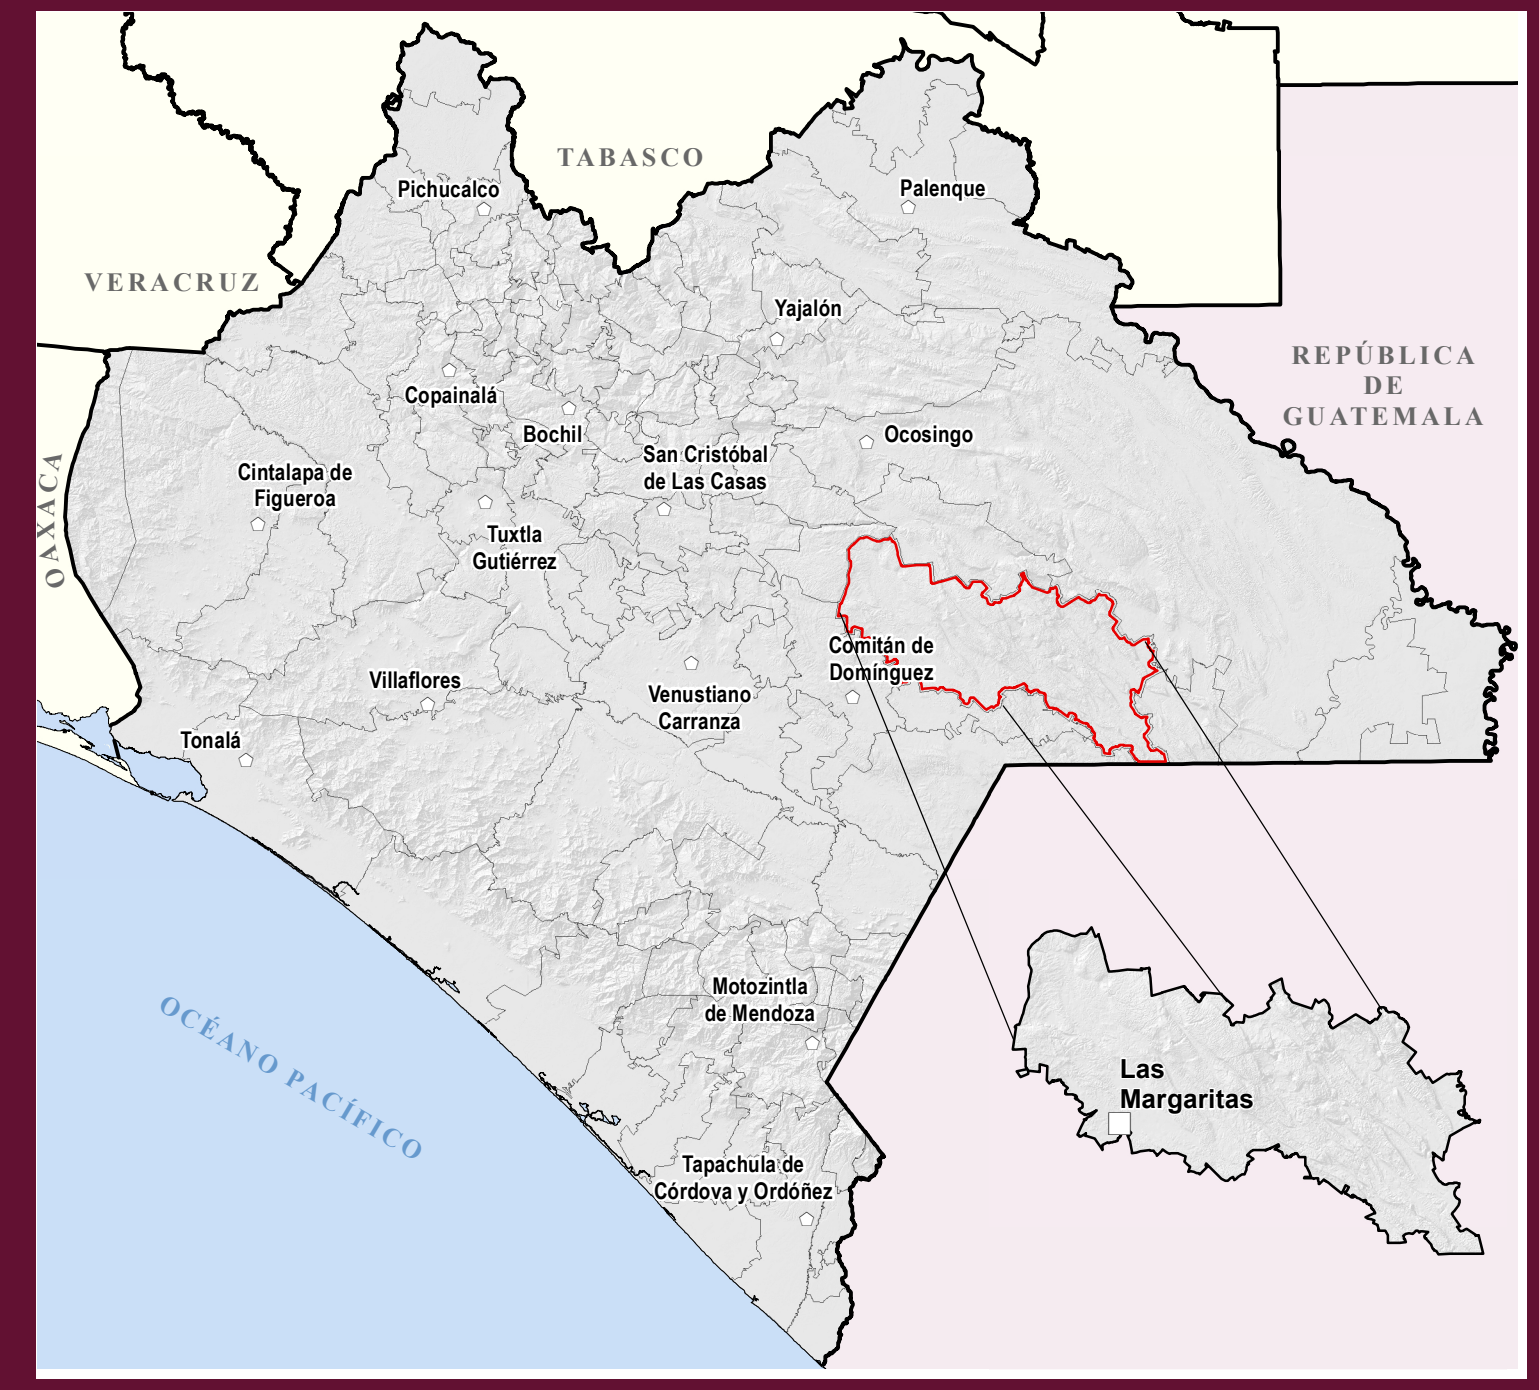 TABASCO
Pichucalco
Palenque
VERACRUZ
Yajalón
REPÚBLICA
DE
GUATEMALA
Copainalá
Bochil
Ocosingo
San Cristóbal
de Las Casas
Cintalapa de
Figueroa
OAXACA
Tuxtla
Gutiérrez
Comitán de
Domínguez
Villaflores
Venustiano
Carranza
Tonalá
Motozintla
de Mendoza
OCÉANO PACÍFICO
Las
Margaritas
Tapachula de
Córdova y Ordóñez